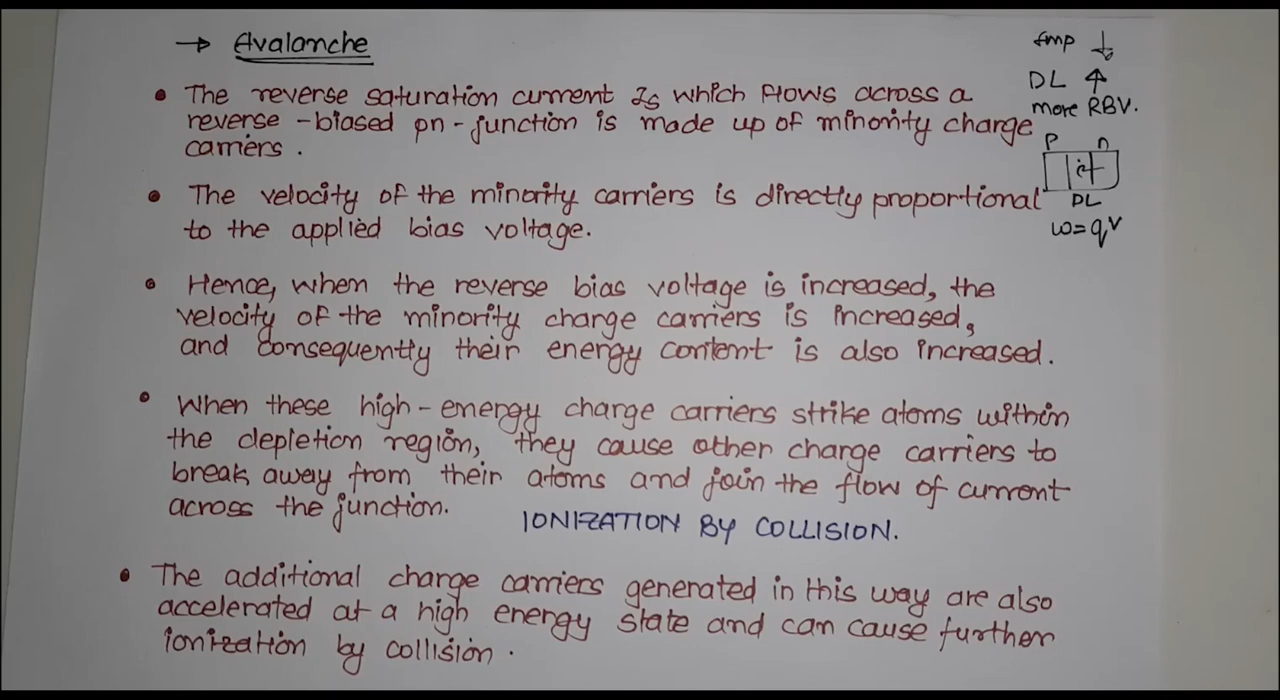 → Avalanche
• The reverse saturation current Is which flows across a
reverse -biased pn-junction is made up of minority charge
carriers.
• The velocity of the minority carriers is directly proportional
to the applied bias voltage.
• Hence, when the reverse bias voltage is increased, the
velocity of the minority charge carriers is increased,
and consequently their energy content is also increased.
• When these high-energy charge carriers strike atoms within
the depletion region, they cause other charge carriers to
break away from their atoms and join the flow of current
across the junction.
IONIZATION BY COLLISION.
• The additional charge carriers generated in this way are also
accelerated at a high energy state and can cause further
ionization by collision.
↓
DL ↑
more RBV.
P n
DL
w=qv